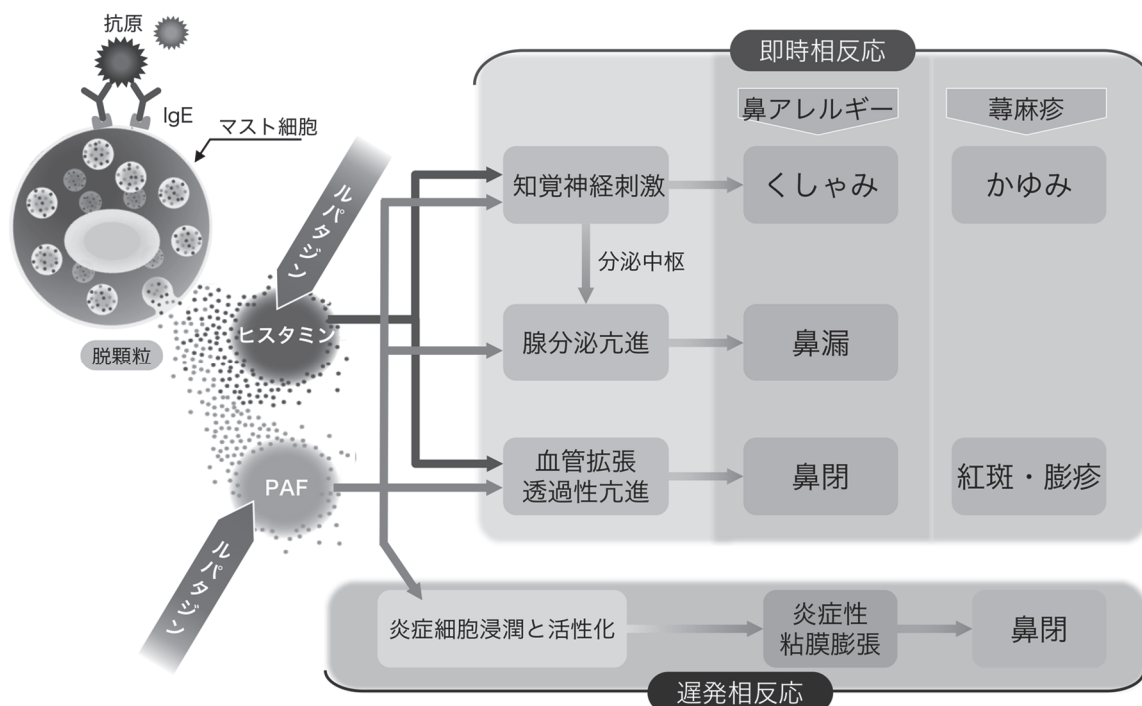 抗原
IgE
マスト細胞
脱顆粒
ルパタジン
ヒスタミン
PAF
ルパタジン
即時相反応
鼻アレルギー
蕁麻疹
知覚神経刺激
くしゃみ
かゆみ
分泌中枢
腺分泌亢進
鼻漏
血管拡張
透過性亢進
鼻閉
紅斑・膨疹
炎症細胞浸潤と活性化
炎症性
粘膜膨張
鼻閉
遅発相反応